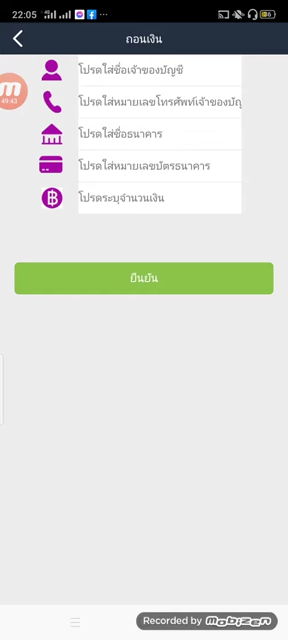 22:05
ถอนเงิน
โปรดใส่ชื่อเจ้าของบัญชี
49:43
โปรดใส่หมายเลขโทรศัพท์เจ้าของบัญ
โปรดใส่ชื่อธนาคาร
โปรดใส่หมายเลขบัตรธนาคาร
โปรดระบุจำนวนเงิน
ยืนยัน
Recorded by mobizen